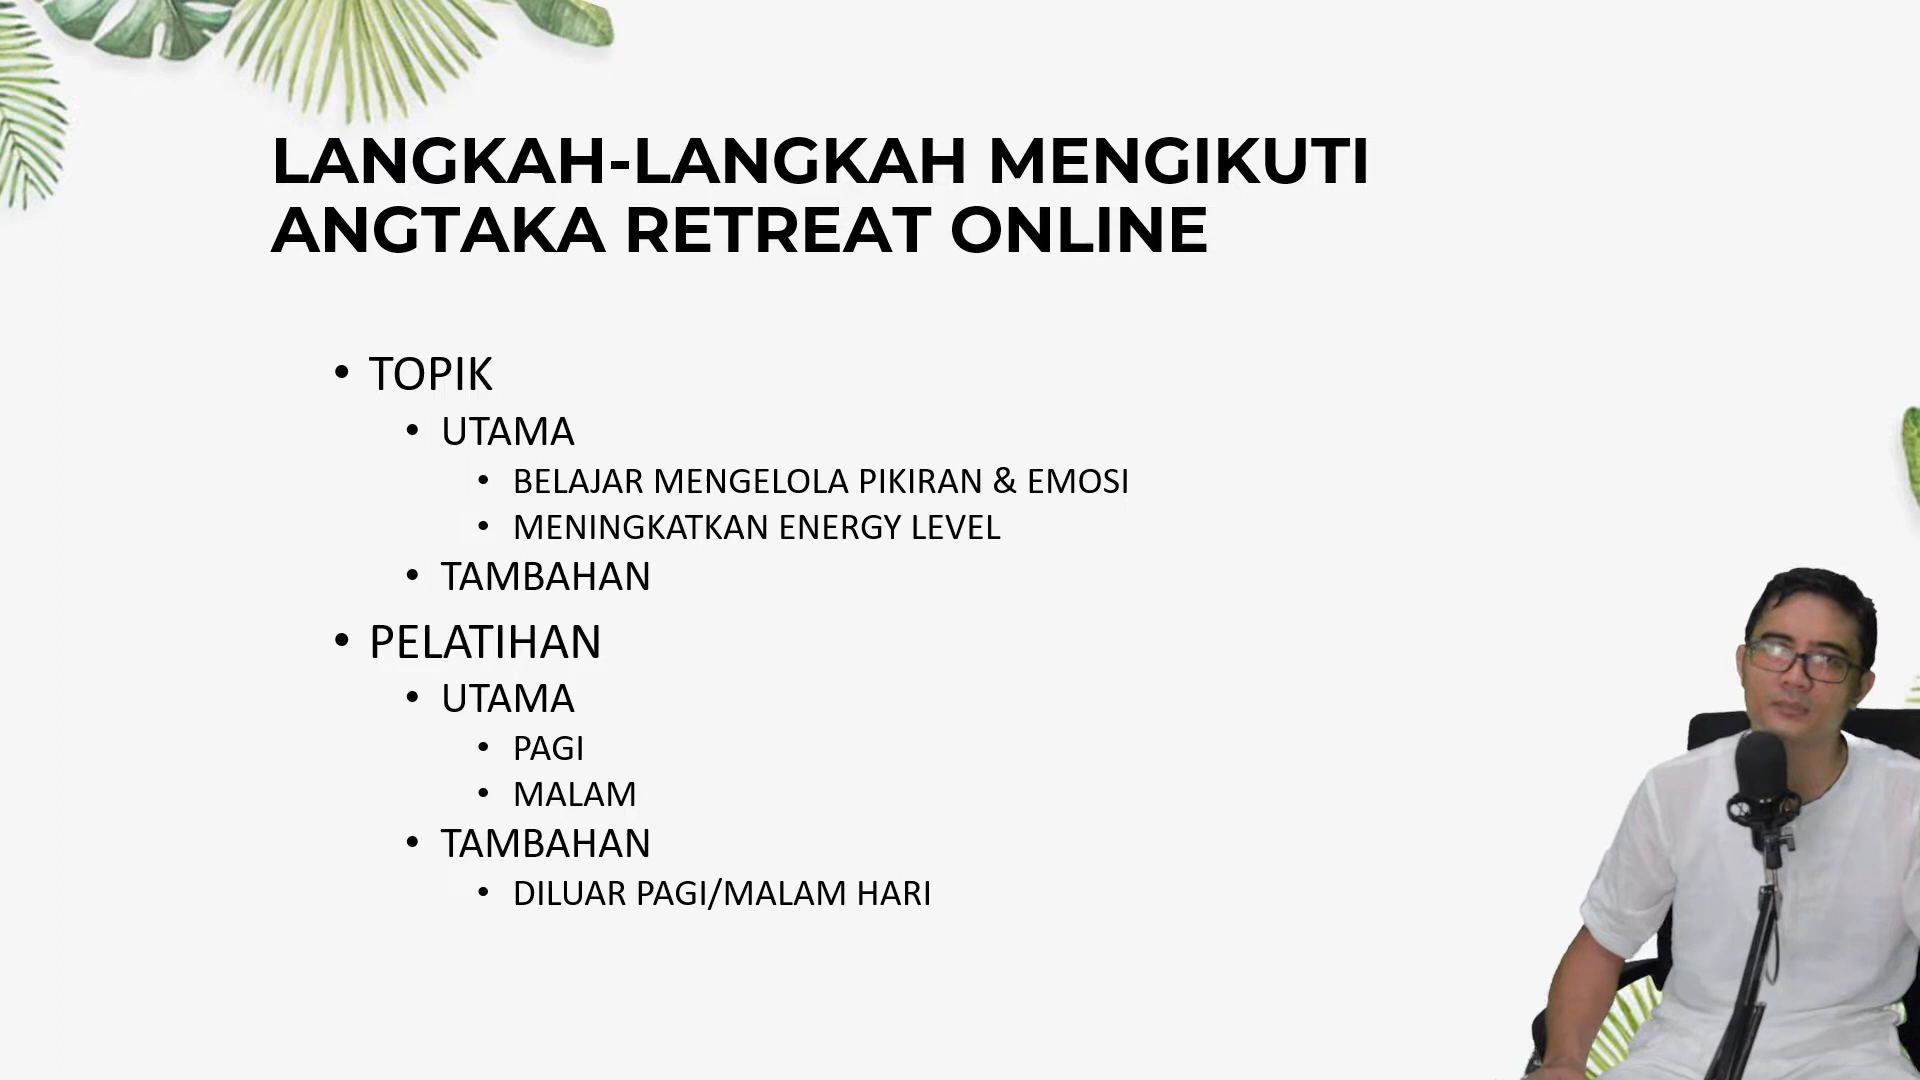 LANGKAH-LANGKAH MENGIKUTI
ANGTAKA RETREAT ONLINE
• TOPIK
• UTAMA
• BELAJAR MENGELOLA PIKIRAN & EMOSI
• MENINGKATKAN ENERGY LEVEL
• TAMBAHAN
• PELATIHAN
• UTAMA
• PAGI
• MALAM
• TAMBAHAN
• DILUAR PAGI/MALAM HARI